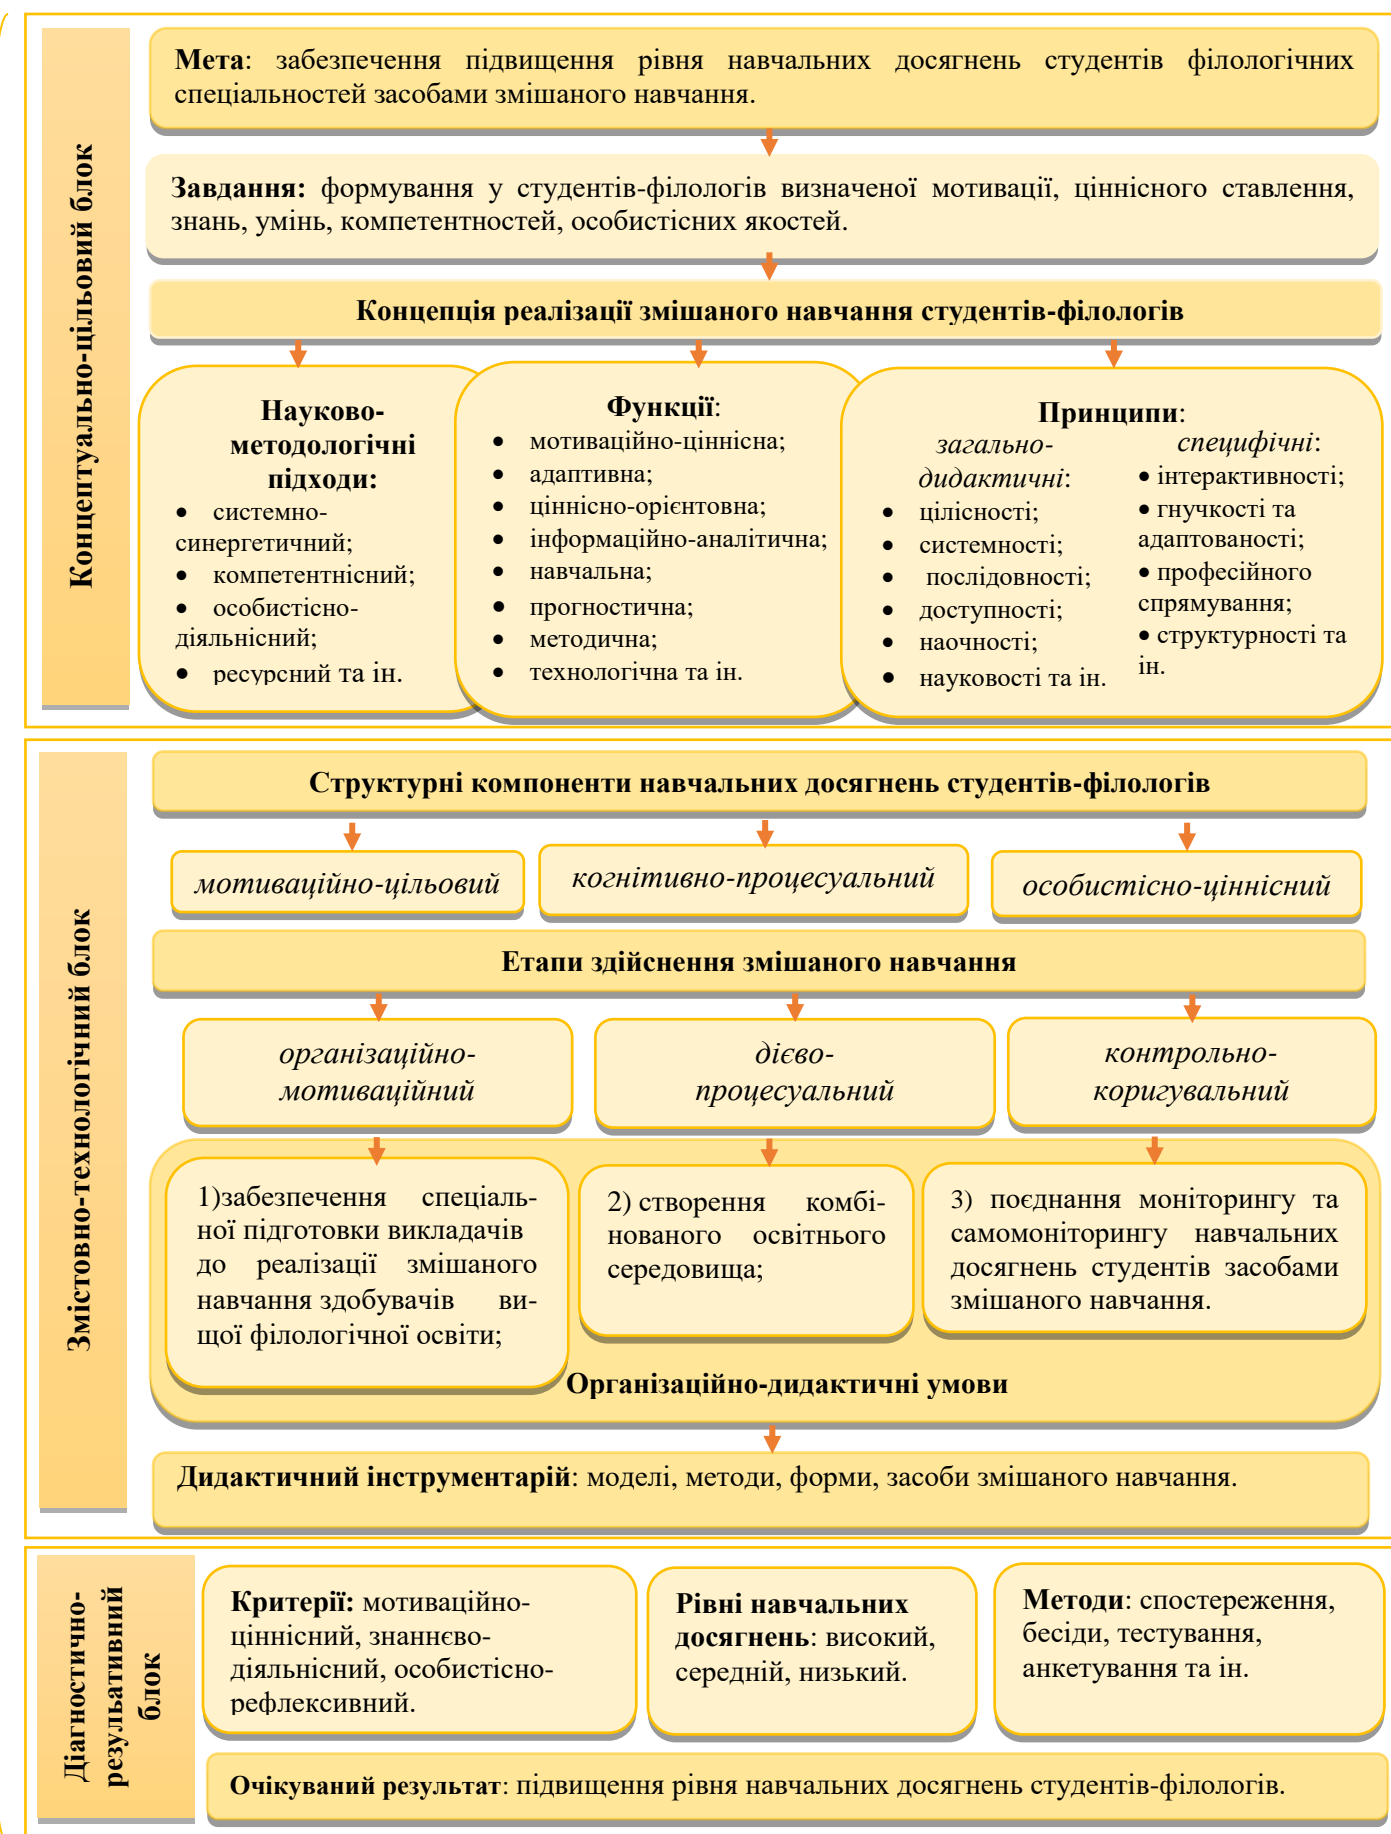 Концептуально-цільовий блок
Мета: забезпечення підвищення рівня навчальних досягнень студентів філологічних
спеціальностей засобами змішаного навчання.
Завдання: формування у студентів-філологів визначеної мотивації, ціннісного ставлення,
знань, умінь, компетентностей, особистісних якостей.
Концепція реалізації змішаного навчання студентів-філологів
Науково-
методологічні
підходи:
• системно-
синергетичний;
• компетентнісний;
• особистісно-
діяльнісний;
• ресурсний та ін.
Функції:
• мотиваційно-ціннісна;
• адаптивна;
• ціннісно-орієнтовна;
• інформаційно-аналітична;
• навчальна;
• прогностична;
• методична;
• технологічна та ін.
Принципи:
загально-
дидактичні:
• цілісності;
• системності;
• послідовності;
• доступності;
• наочності;
• науковості та ін.
специфічні:
• інтерактивності;
• гнучкості та
адаптованості;
• професійного
спрямування;
• структурності та
ін.
Змістовно-технологічний блок
Структурні компоненти навчальних досягнень студентів-філологів
мотиваційно-цільовий
когнітивно-процесуальний
особистісно-ціннісний
Етапи здійснення змішаного навчання
організаційно-
мотиваційний
дієво-
процесуальний
контрольно-
коригувальний
1)забезпечення спеціаль-
ної підготовки викладачів
до реалізації змішаного
навчання здобувачів ви-
щої філологічної освіти;
2) створення комбі-
нованого освітнього
середовища;
3) поєднання моніторингу та
самомоніторингу навчальних
досягнень студентів засобами
змішаного навчання.
Організаційно-дидактичні умови
Дидактичний інструментарій: моделі, методи, форми, засоби змішаного навчання.
Діагностично-
результативний
блок
Критерії: мотиваційно-
ціннісний, знаннєво-
діяльнісний, особистісно-
рефлексивний.
Рівні навчальних
досягнень: високий,
середній, низький.
Методи: спостереження,
бесіди, тестування,
анкетування та ін.
Очікуваний результат: підвищення рівня навчальних досягнень студентів-філологів.